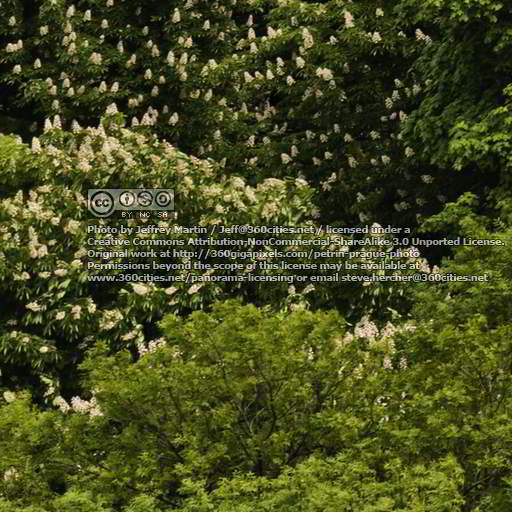 cc
BY NC SA
Photo by Jeffrey Martin / Jeff@360cities.net / licensed under a
Creative Commons Attribution-NonCommercial-ShareAlike 3.0 Unported License.
Original work at http://360gigapixels.com/petrin-prague-photo
Permissions beyond the scope of this license may be available at
www.360cities.net/panorama-licensing or email steve.hercher@360cities.net